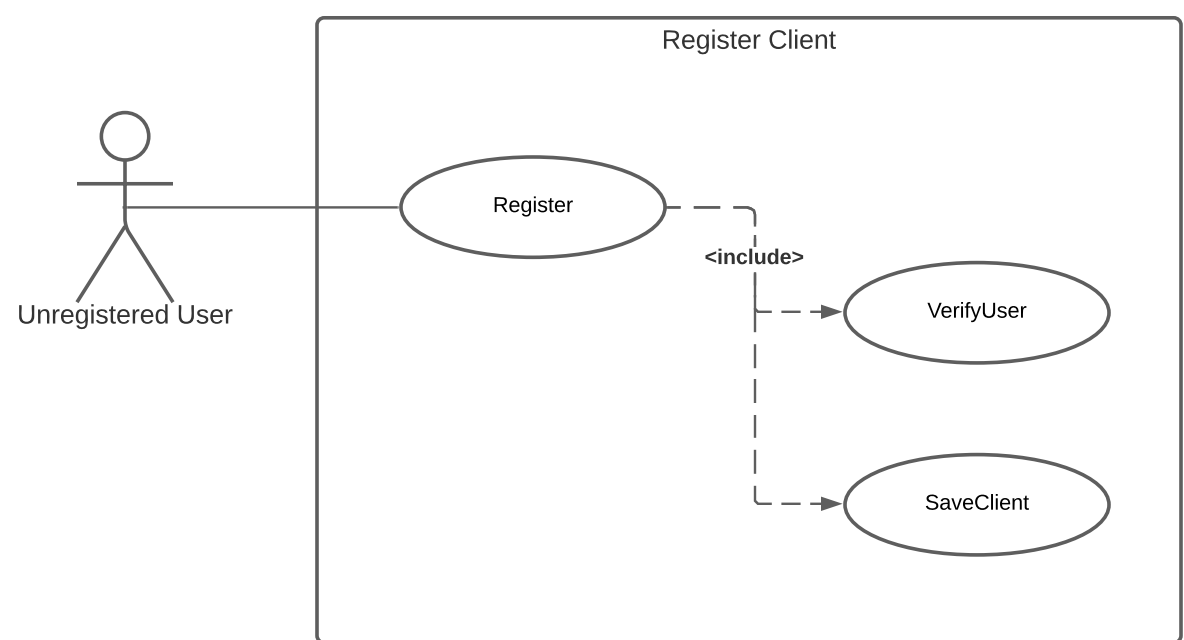 Register Client
Register
<include>
VerifyUser
Unregistered User
SaveClient